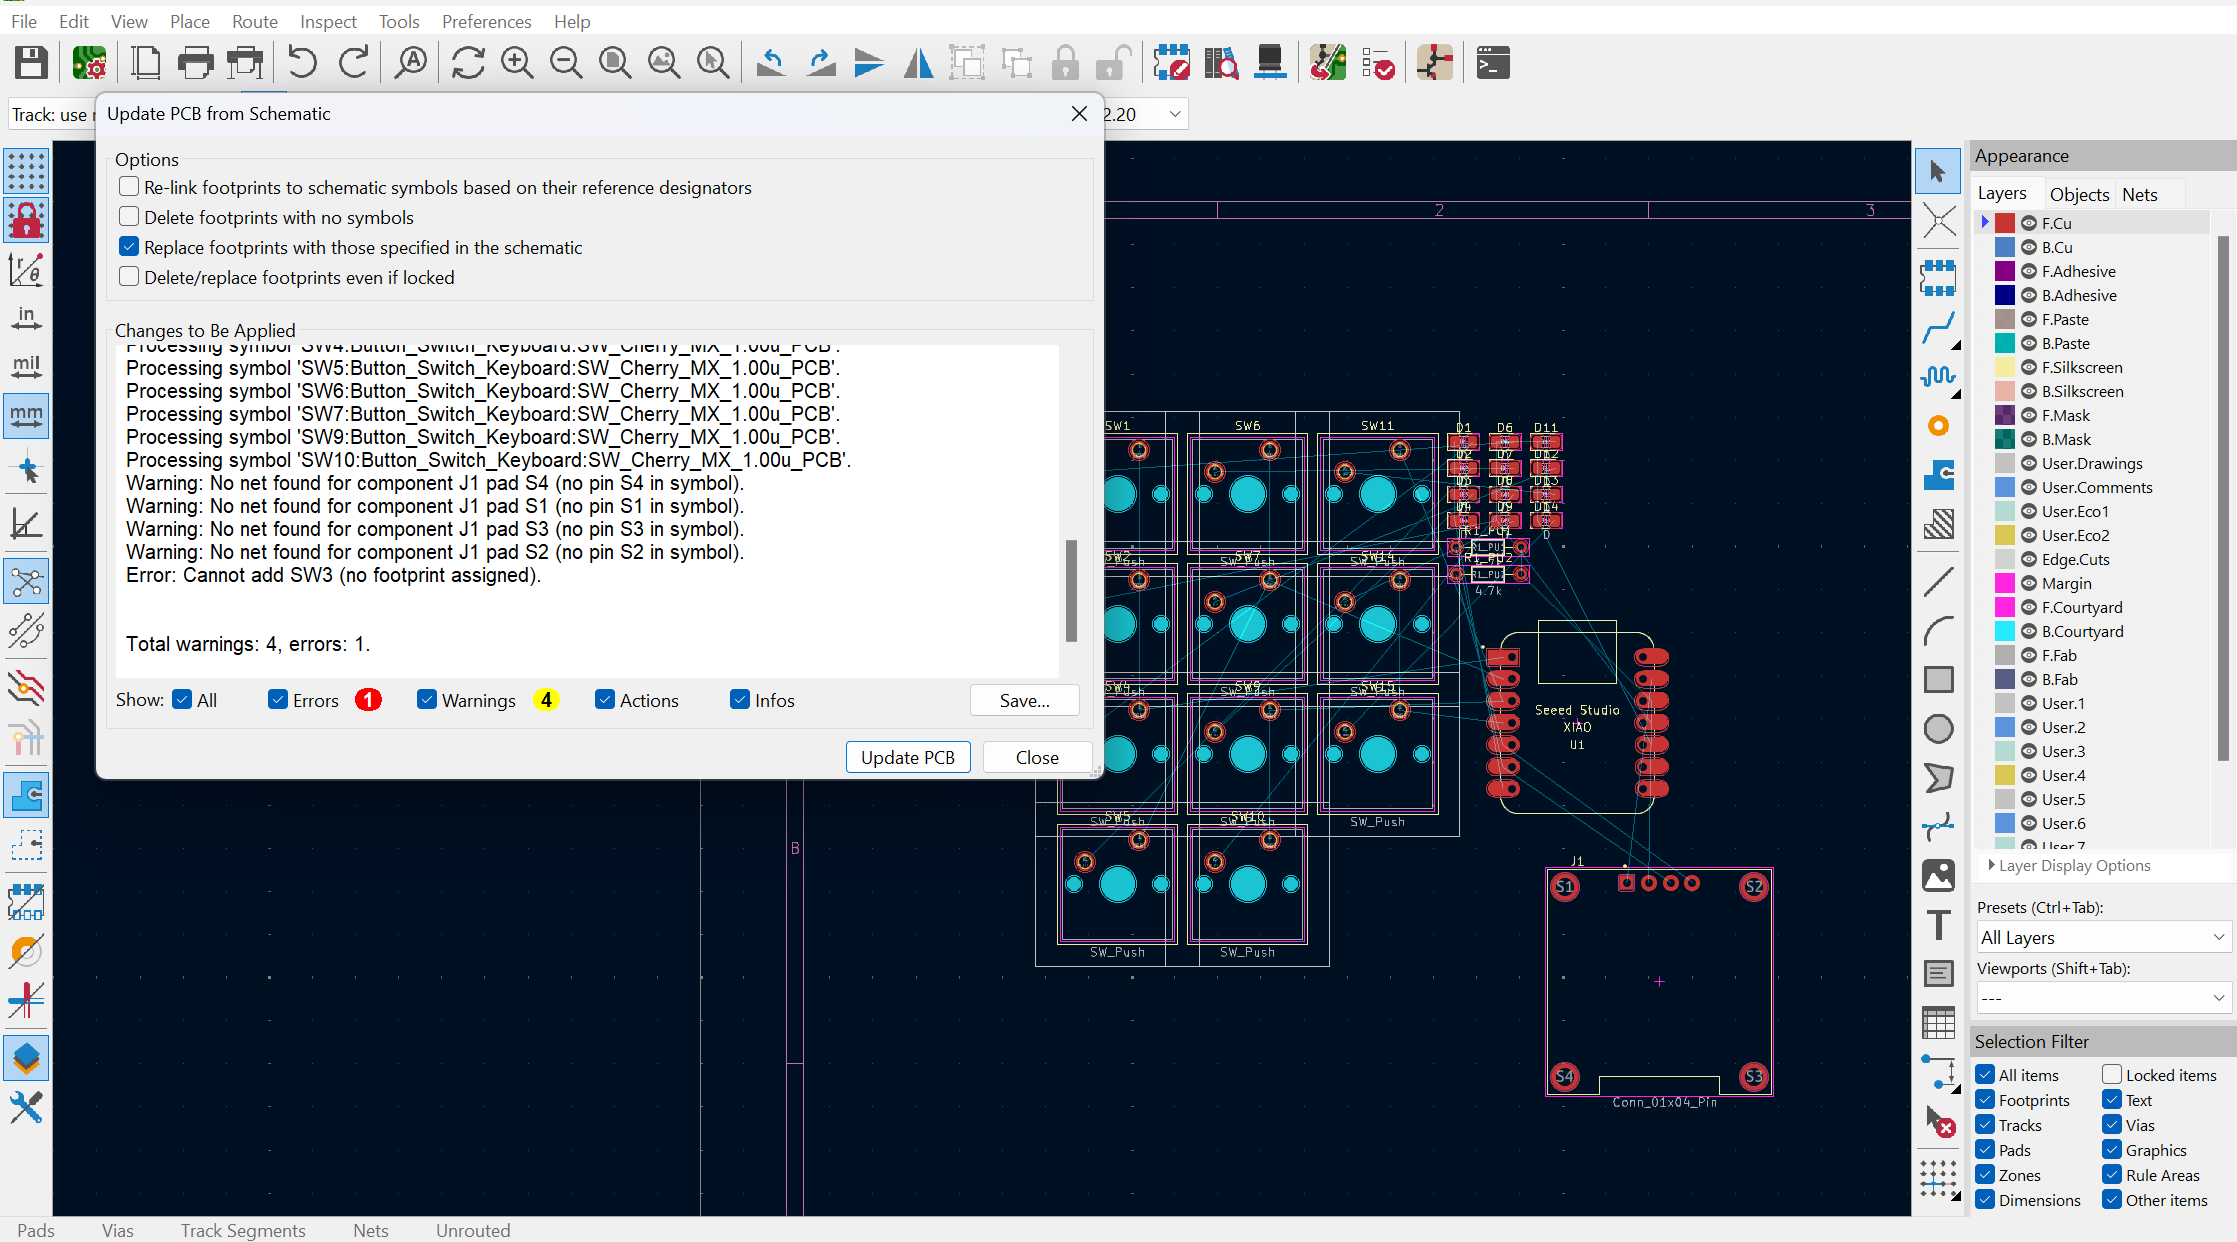 File Edit View Place Route Inspect Tools Preferences Help
Track: use
2.20
Update PCB from Schematic
Options
Re-link footprints to schematic symbols based on their reference designators
Delete footprints with no symbols
Replace footprints with those specified in the schematic
Delete/replace footprints even if locked
Changes to Be Applied
Processing symbol 'SW4:Button_Switch_Keyboard:SW_Cherry_MX_1.00u_PCB'.
Processing symbol 'SW5:Button_Switch_Keyboard:SW_Cherry_MX_1.00u_PCB'.
Processing symbol 'SW6:Button_Switch_Keyboard:SW_Cherry_MX_1.00u_PCB'.
Processing symbol 'SW7:Button_Switch_Keyboard:SW_Cherry_MX_1.00u_PCB'.
Processing symbol 'SW9:Button_Switch_Keyboard:SW_Cherry_MX_1.00u_PCB'.
Processing symbol 'SW10:Button_Switch_Keyboard:SW_Cherry_MX_1.00u_PCB'.
Warning: No net found for component J1 pad S4 (no pin S4 in symbol).
Warning: No net found for component J1 pad S1 (no pin S1 in symbol).
Warning: No net found for component J1 pad S3 (no pin S3 in symbol).
Warning: No net found for component J1 pad S2 (no pin S2 in symbol).
Error: Cannot add SW3 (no footprint assigned).
Total warnings: 4, errors: 1.
Show: All Errors 1 Warnings 4 Actions Infos Save...
Update PCB Close
in
mil
mm
2 3
B
SW1 SW6 SW11
D1 D6 D11
SW2 SW7 SW14
SW4 SW9 SW15
SW5 SW10
SW_Push
SW_Push SW_Push
D
R1_PU1
R1_PU2
4.7k
Seeed Studio
XIAO
U1
J1
S1 S2
S4 S3
Conn_01x04_Pin
Appearance
Layers Objects Nets
F.Cu
B.Cu
F.Adhesive
B.Adhesive
F.Paste
B.Paste
F.Silkscreen
B.Silkscreen
F.Mask
B.Mask
User.Drawings
User.Comments
User.Eco1
User.Eco2
Edge.Cuts
Margin
F.Courtyard
B.Courtyard
F.Fab
B.Fab
User.1
User.2
User.3
User.4
User.5
User.6
User.7
Layer Display Options
Presets (Ctrl+Tab):
All Layers
Viewports (Shift+Tab):
---
Selection Filter
All items Locked items
Footprints Text
Tracks Vias
Pads Graphics
Zones Rule Areas
Dimensions Other items
Pads Vias Track Segments Nets Unrouted